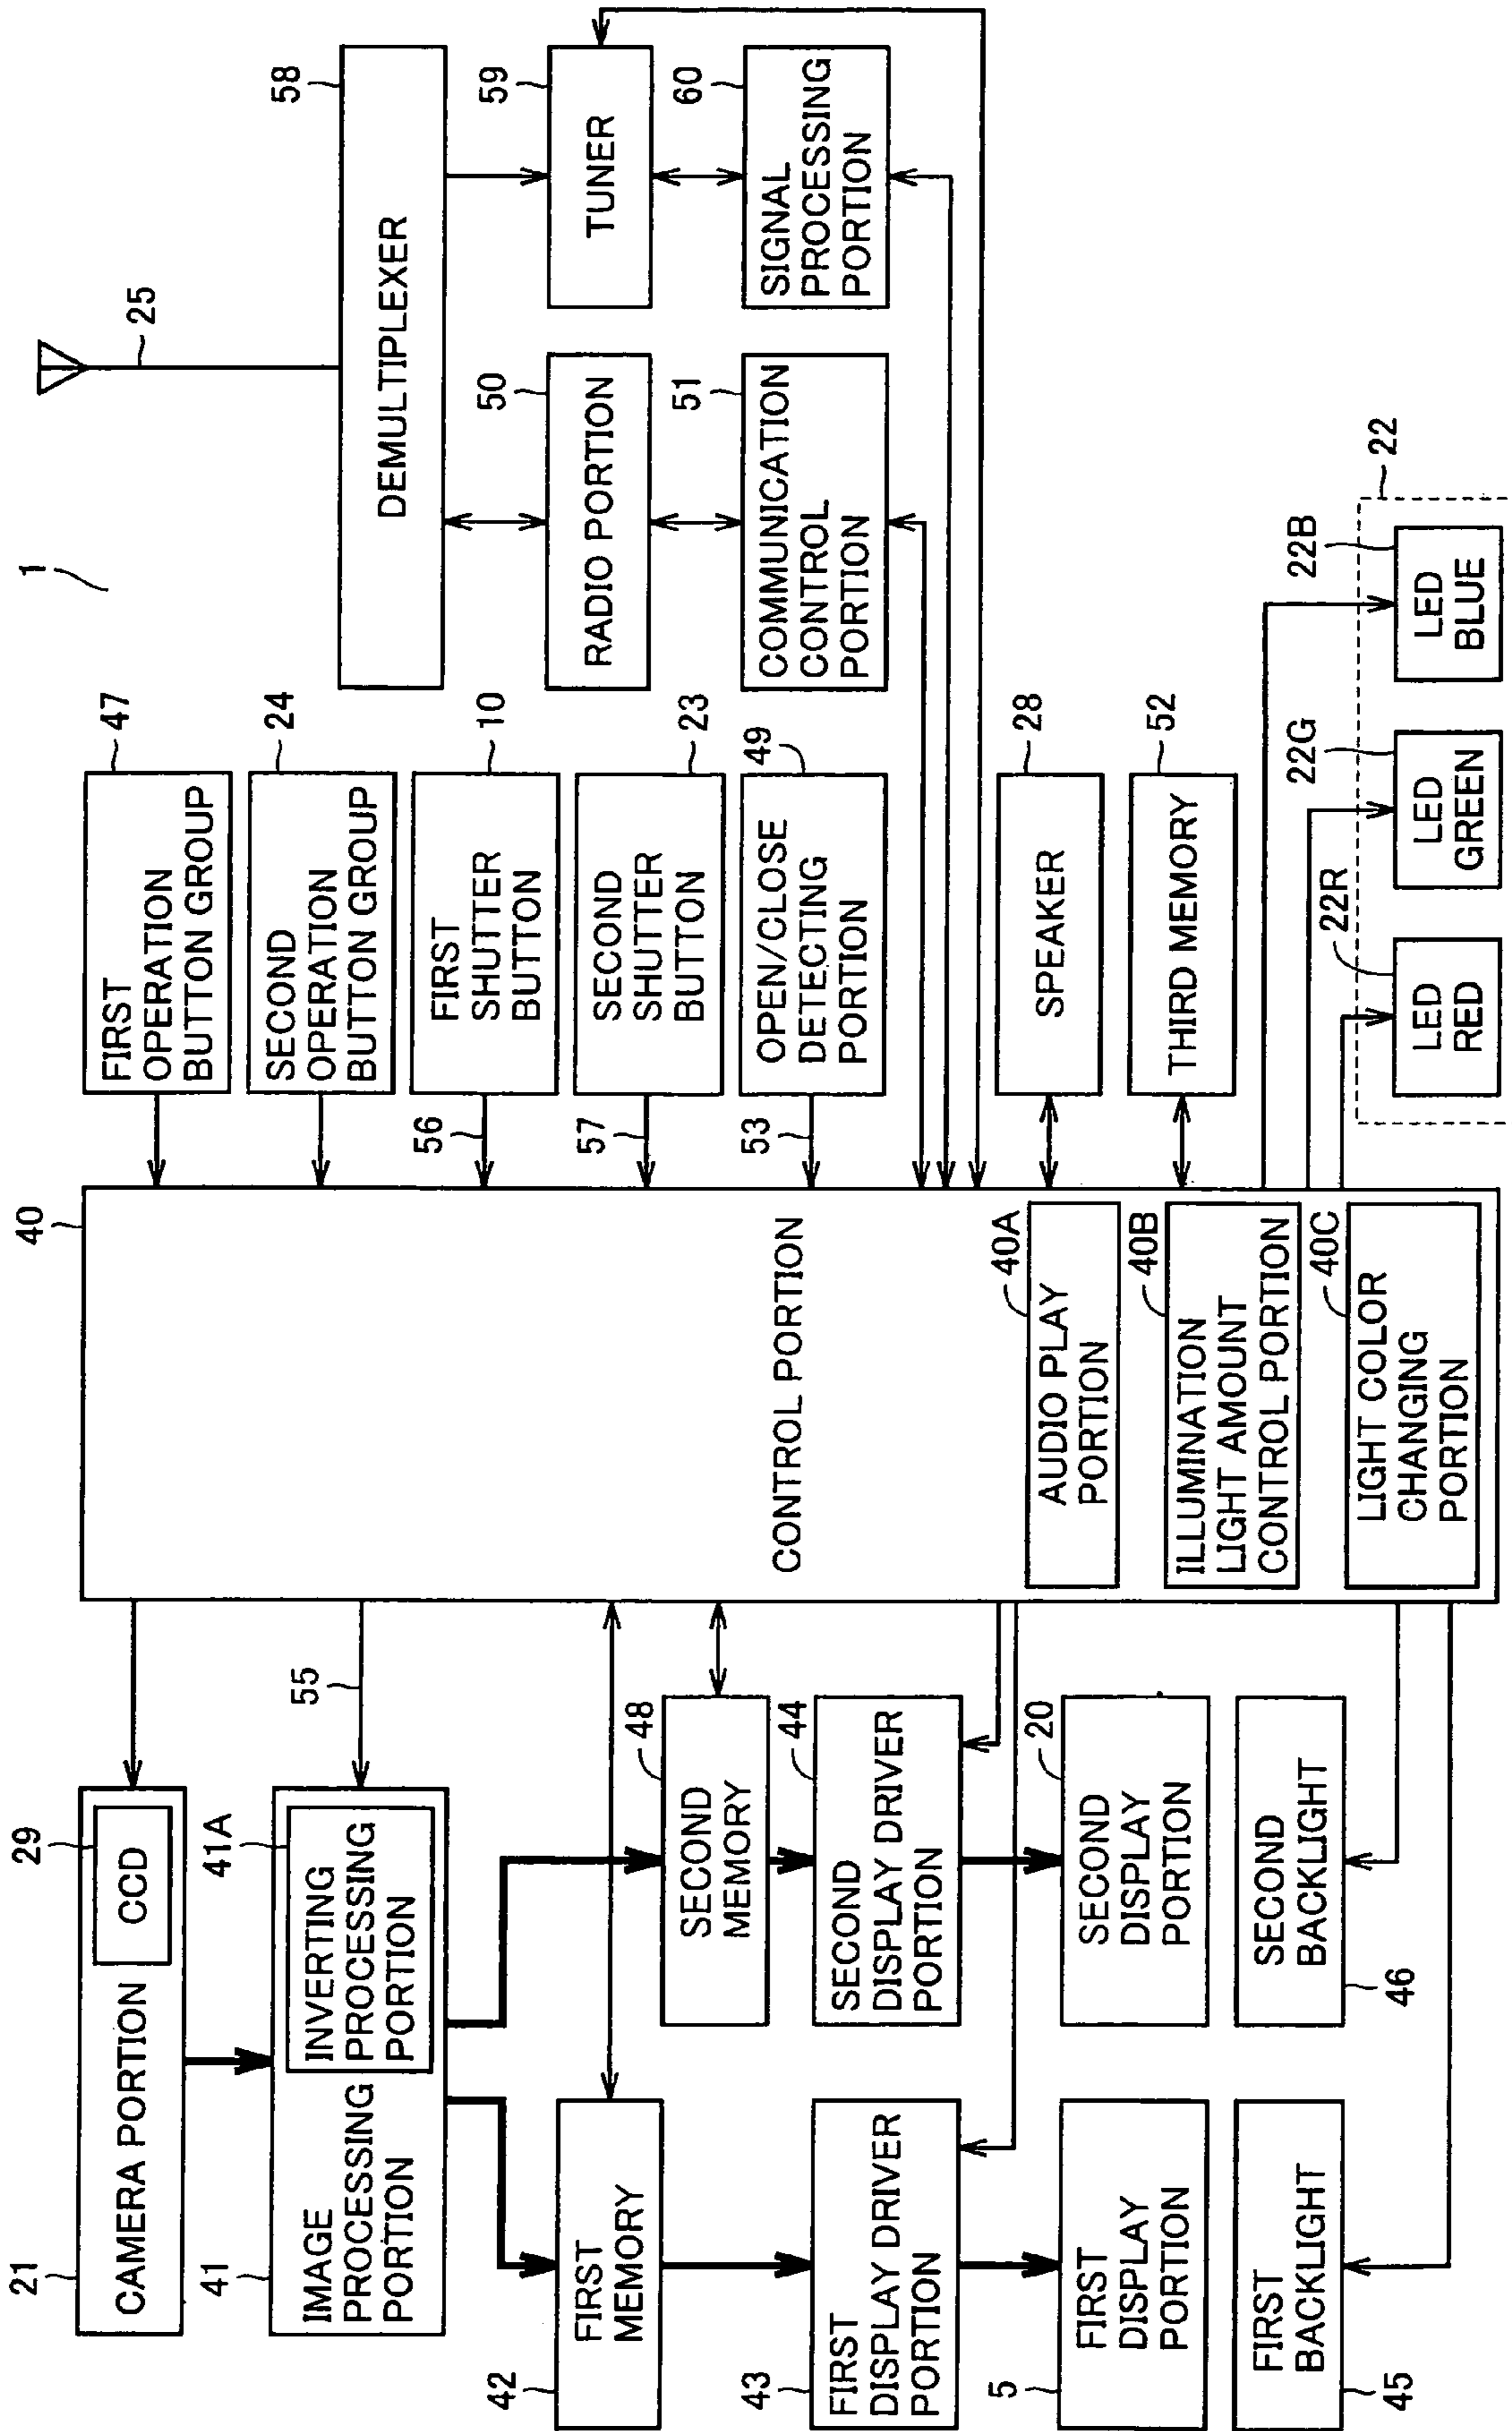 1
21
CAMERA PORTION
29
CCD
41
IMAGE
PROCESSING
PORTION
41A
INVERTING
PROCESSING
PORTION
55
42
FIRST
MEMORY
48
SECOND
MEMORY
43
FIRST
DISPLAY DRIVER
PORTION
44
SECOND
DISPLAY DRIVER
PORTION
5
FIRST
DISPLAY
PORTION
20
SECOND
DISPLAY
PORTION
45
FIRST
BACKLIGHT
46
SECOND
BACKLIGHT
40
CONTROL PORTION
40A
AUDIO PLAY
PORTION
40B
ILLUMINATION
LIGHT AMOUNT
CONTROL PORTION
40C
LIGHT COLOR
CHANGING
PORTION
47
FIRST
OPERATION
BUTTON GROUP
24
SECOND
OPERATION
BUTTON GROUP
10
FIRST
SHUTTER
BUTTON
56
23
SECOND
SHUTTER
BUTTON
57
49
OPEN/CLOSE
DETECTING
PORTION
53
28
SPEAKER
52
THIRD MEMORY
25
58
DEMULTIPLEXER
50
RADIO PORTION
59
TUNER
51
COMMUNICATION
CONTROL
PORTION
60
SIGNAL
PROCESSING
PORTION
22
22R
LED
RED
22G
LED
GREEN
22B
LED
BLUE